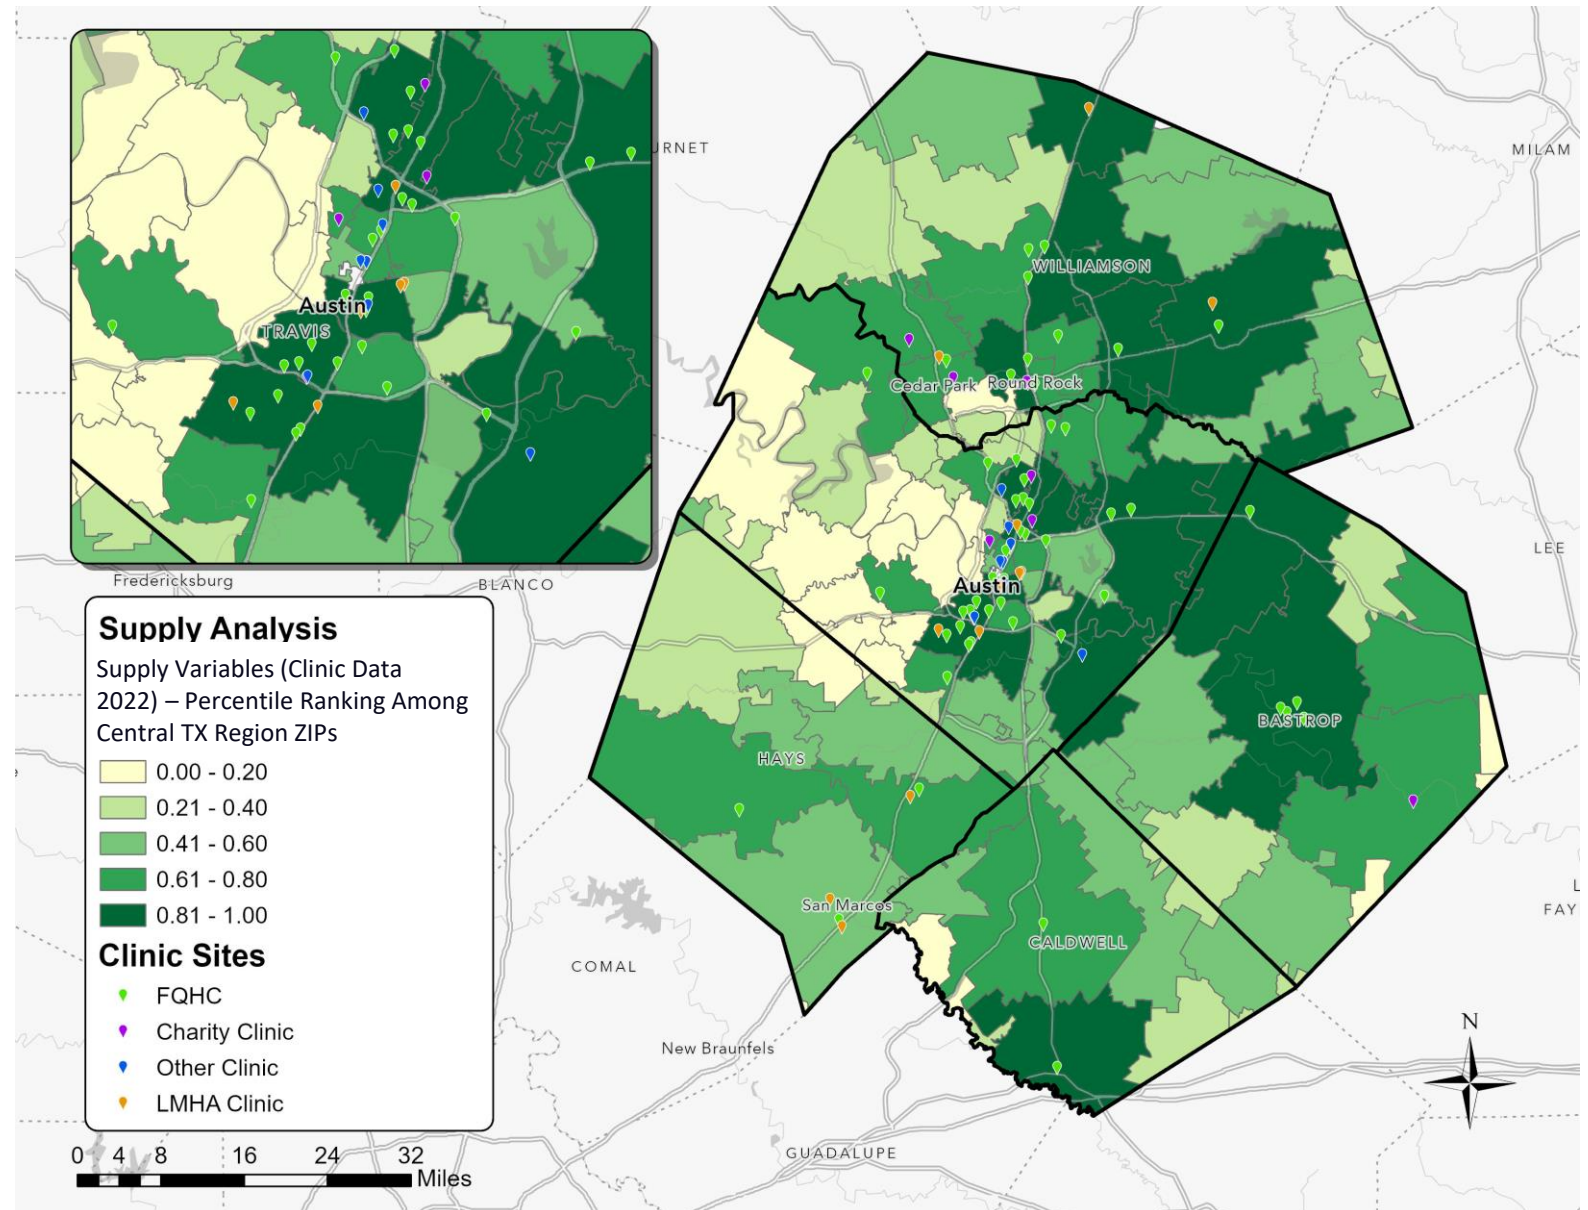 URNET
MILAM
WILLIAMSON
Cedar Park
Round Rock
Austin
TRAVIS
Austin
LEE
Fredericksburg
BLANCO
BASTROP
HAYS
San Marcos
CALDWELL
FAY
COMAL
New Braunfels
GUADALUPE
Supply Analysis
Supply Variables (Clinic Data
2022) – Percentile Ranking Among
Central TX Region ZIPs
0.00 - 0.20
0.21 - 0.40
0.41 - 0.60
0.61 - 0.80
0.81 - 1.00
Clinic Sites
FQHC
Charity Clinic
Other Clinic
LMHA Clinic
N
0 4 8 16 24 32
Miles